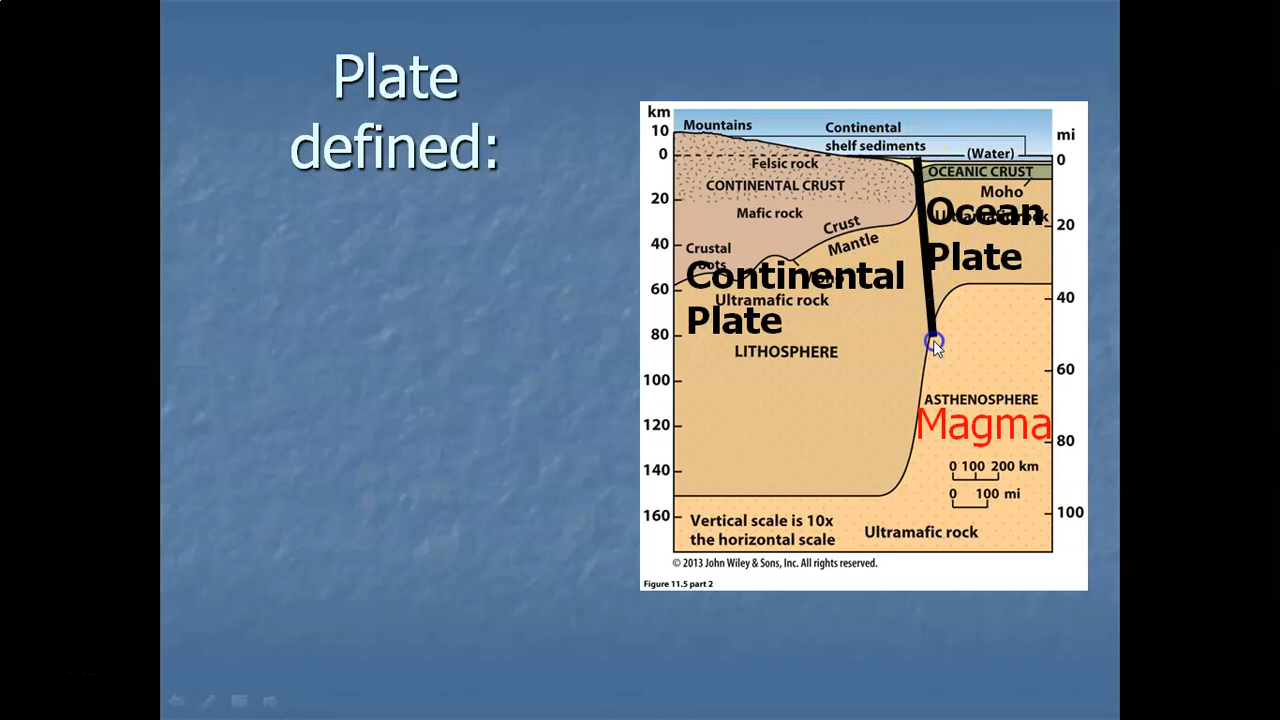 Plate
defined:
km
10
0
20
40
60
80
100
120
140
160
mi
0
20
40
60
80
100
Mountains
Continental
shelf sediments
(Water)
Felsic rock
OCEANIC CRUST
CONTINENTAL CRUST
Moho
Ocean
Ultramafic rock
Mafic rock
Crust
Mantle
Crustal
roots
Plate
Continental
Moho
Ultramafic rock
Plate
LITHOSPHERE
ASTHENOSPHERE
Magma
0 100 200 km
0 100 mi
Vertical scale is 10x
the horizontal scale
Ultramafic rock
© 2013 John Wiley & Sons, Inc. All rights reserved.
Figure 11.5 part 2